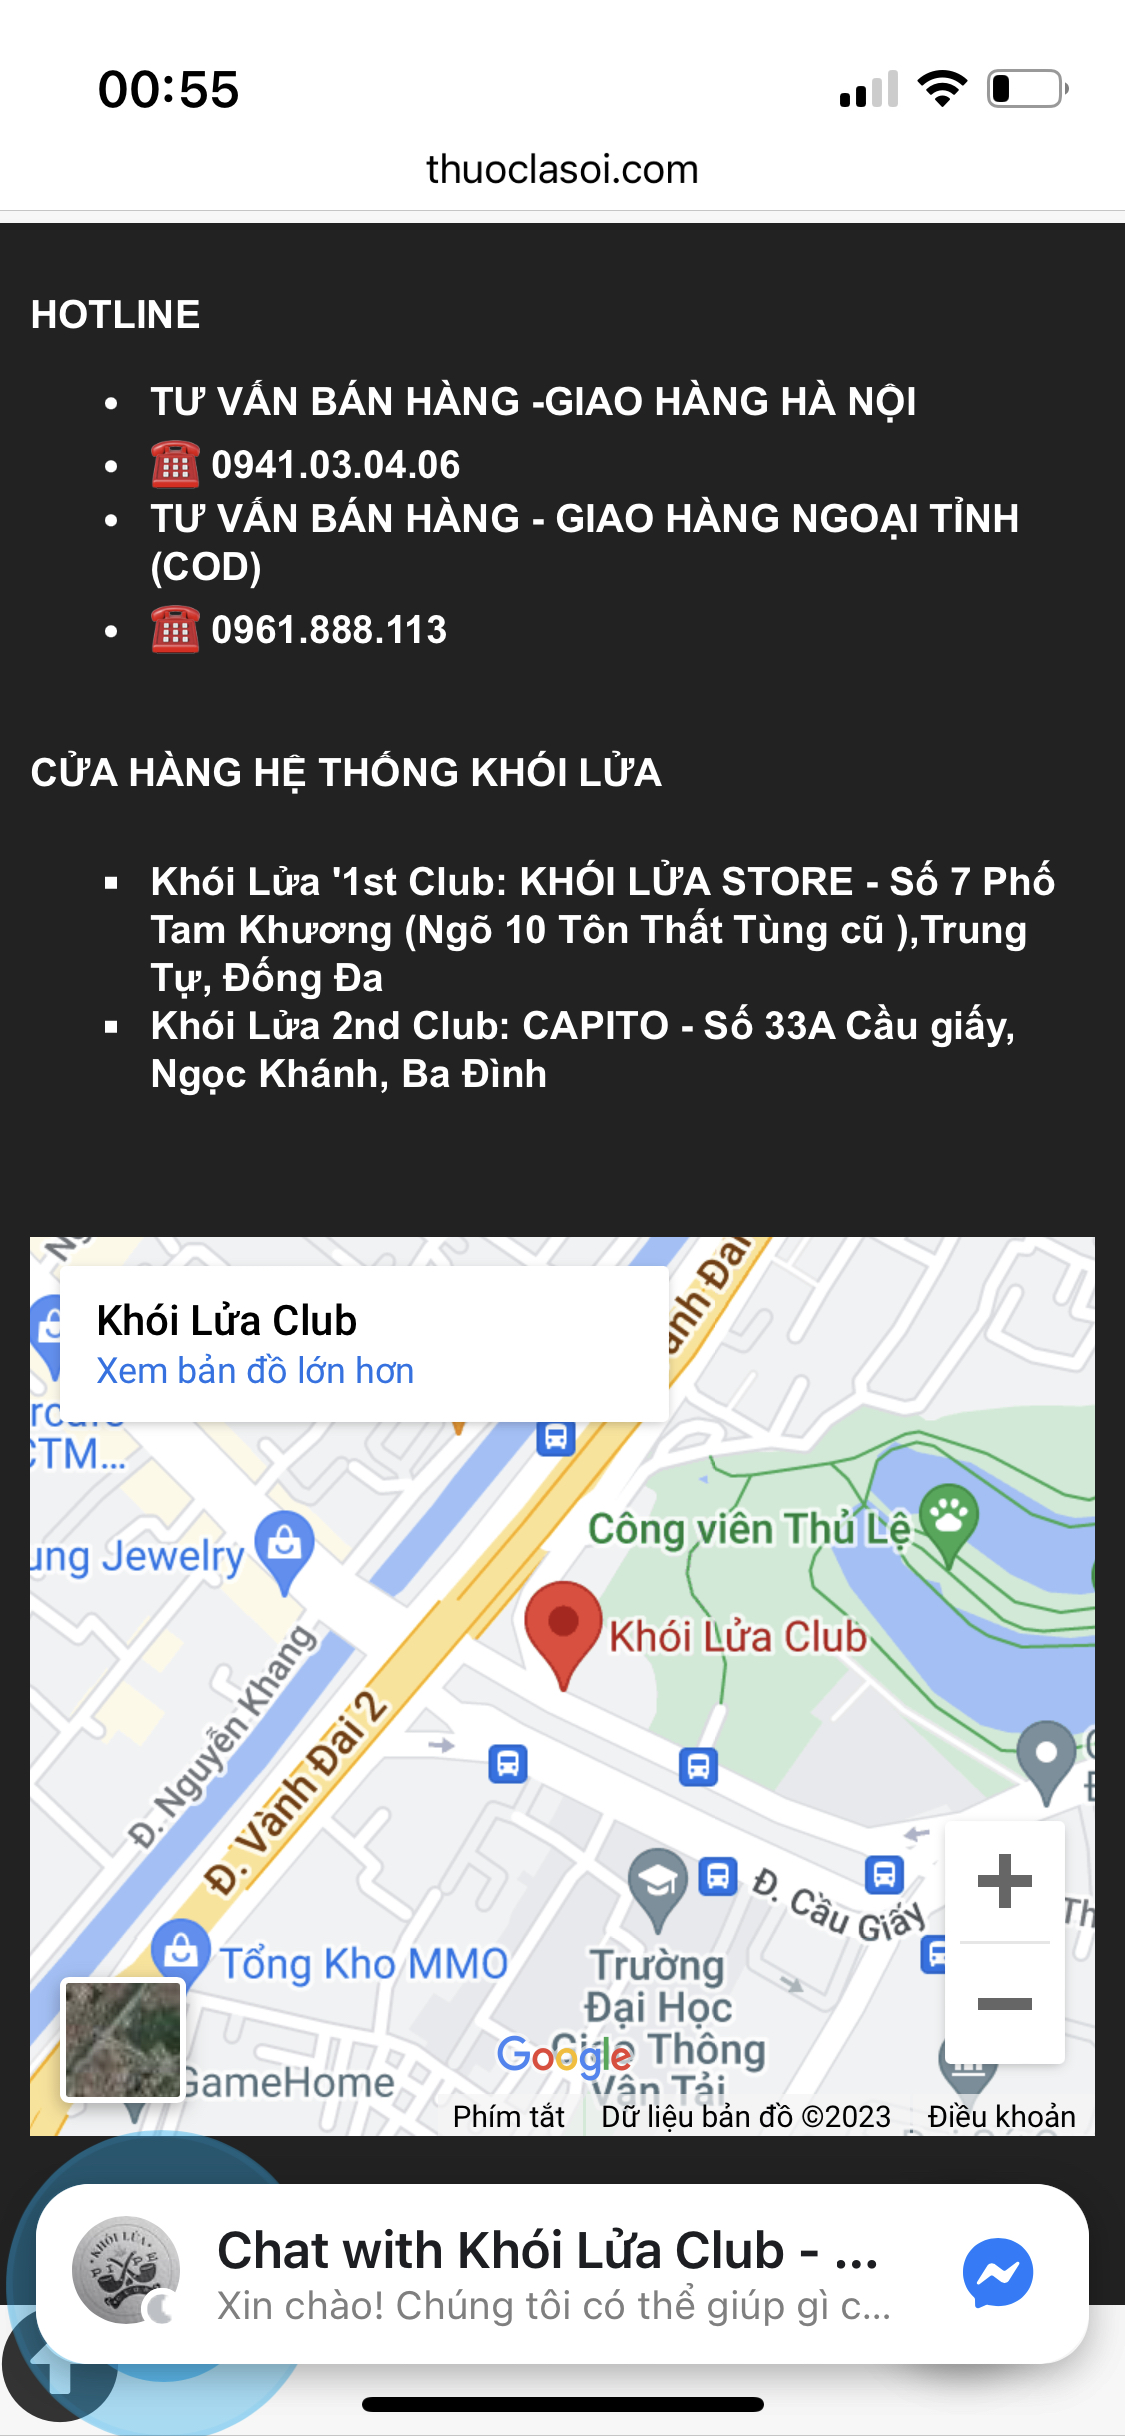 00:55
thuoclasoi.com
HOTLINE
TƯ VẤN BÁN HÀNG -GIAO HÀNG HÀ NỘI
0941.03.04.06
TƯ VẤN BÁN HÀNG - GIAO HÀNG NGOẠI TỈNH
(COD)
0961.888.113
CỬA HÀNG HỆ THỐNG KHÓI LỬA
Khói Lửa '1st Club: KHÓI LỬA STORE - Số 7 Phố
Tam Khương (Ngõ 10 Tôn Thất Tùng cũ ),Trung
Tự, Đống Đa
Khói Lửa 2nd Club: CAPITO - Số 33A Cầu giấy,
Ngọc Khánh, Ba Đình
Khói Lửa Club
Xem bản đồ lớn hơn
CTM...
Công viên Thủ Lệ
ung Jewelry
Khói Lửa Club
Đ. Nguyễn Khang
Đ. Vành Đai 2
Đ. Cầu Giấy
Tổng Kho MMO
Trường
Đại Học
Giao Thông
Vận Tải
GameHome
Google
Phím tắt
Dữ liệu bản đồ ©2023
Điều khoản
KHÓI LỬA
Chat with Khói Lửa Club - ...
Xin chào! Chúng tôi có thể giúp gì c...